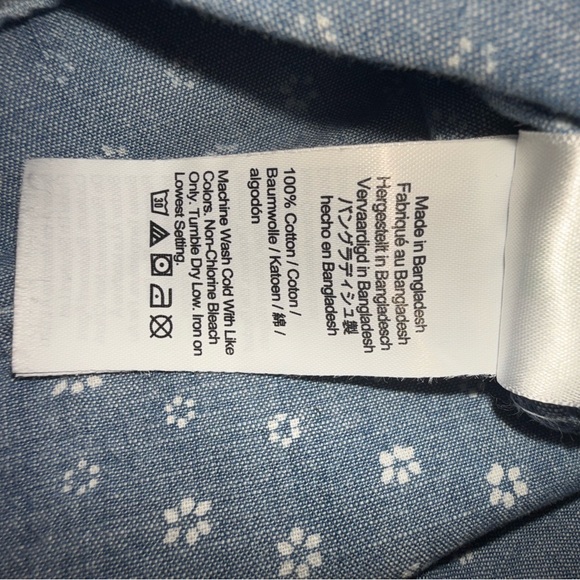 Made in Bangladesh
Fabriqué au Bangladesh
Hergestellt in Bangladesch
Vervaardigd in Bangladesh
バングラディシュ製
hecho en Bangladesh
100% Cotton / Coton /
Baumwolle / Katoen / 綿 /
algodón
Machine Wash Cold With Like
Colors. Non-Chlorine Bleach
Only. Tumble Dry Low. Iron on
Lowest Setting.
30